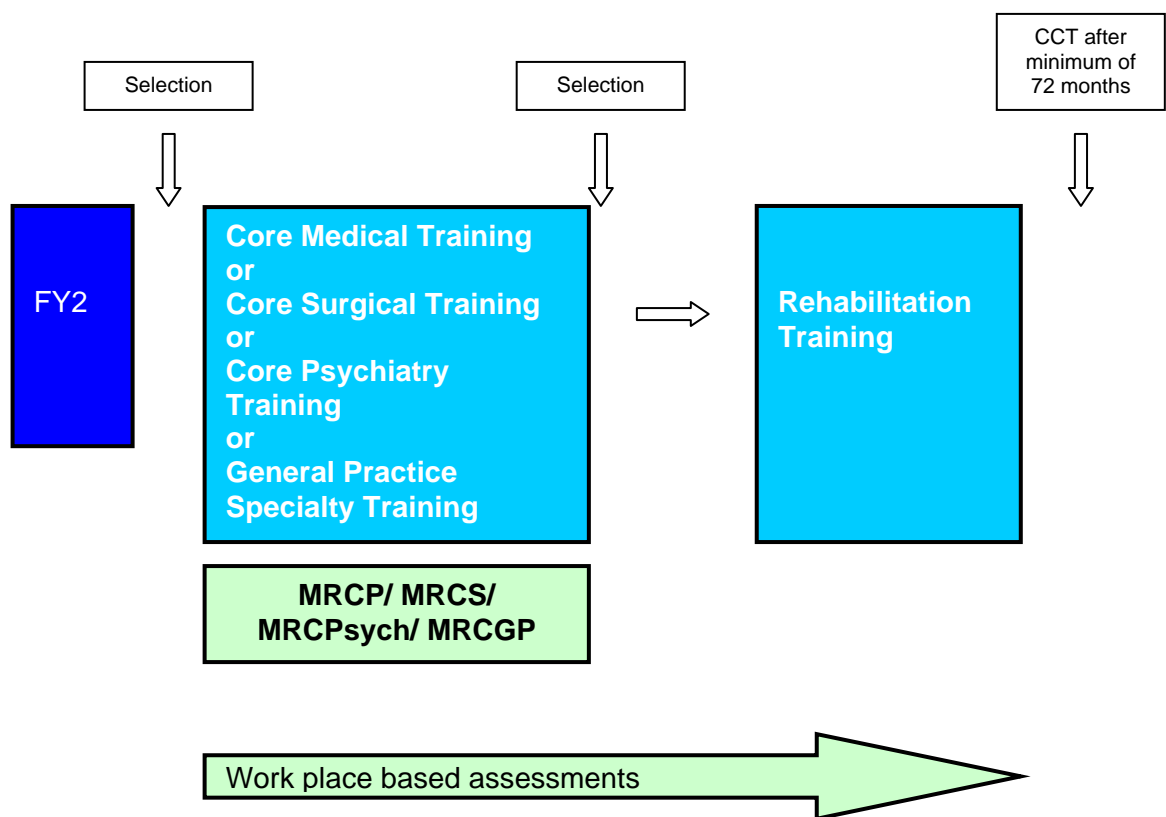 Selection
Selection
CCT after
minimum of
72 months
FY2
Core Medical Training
or
Core Surgical Training
or
Core Psychiatry
Training
or
General Practice
Specialty Training
Rehabilitation
Training
MRCP/ MRCS/
MRCPsych/ MRCGP
Work place based assessments